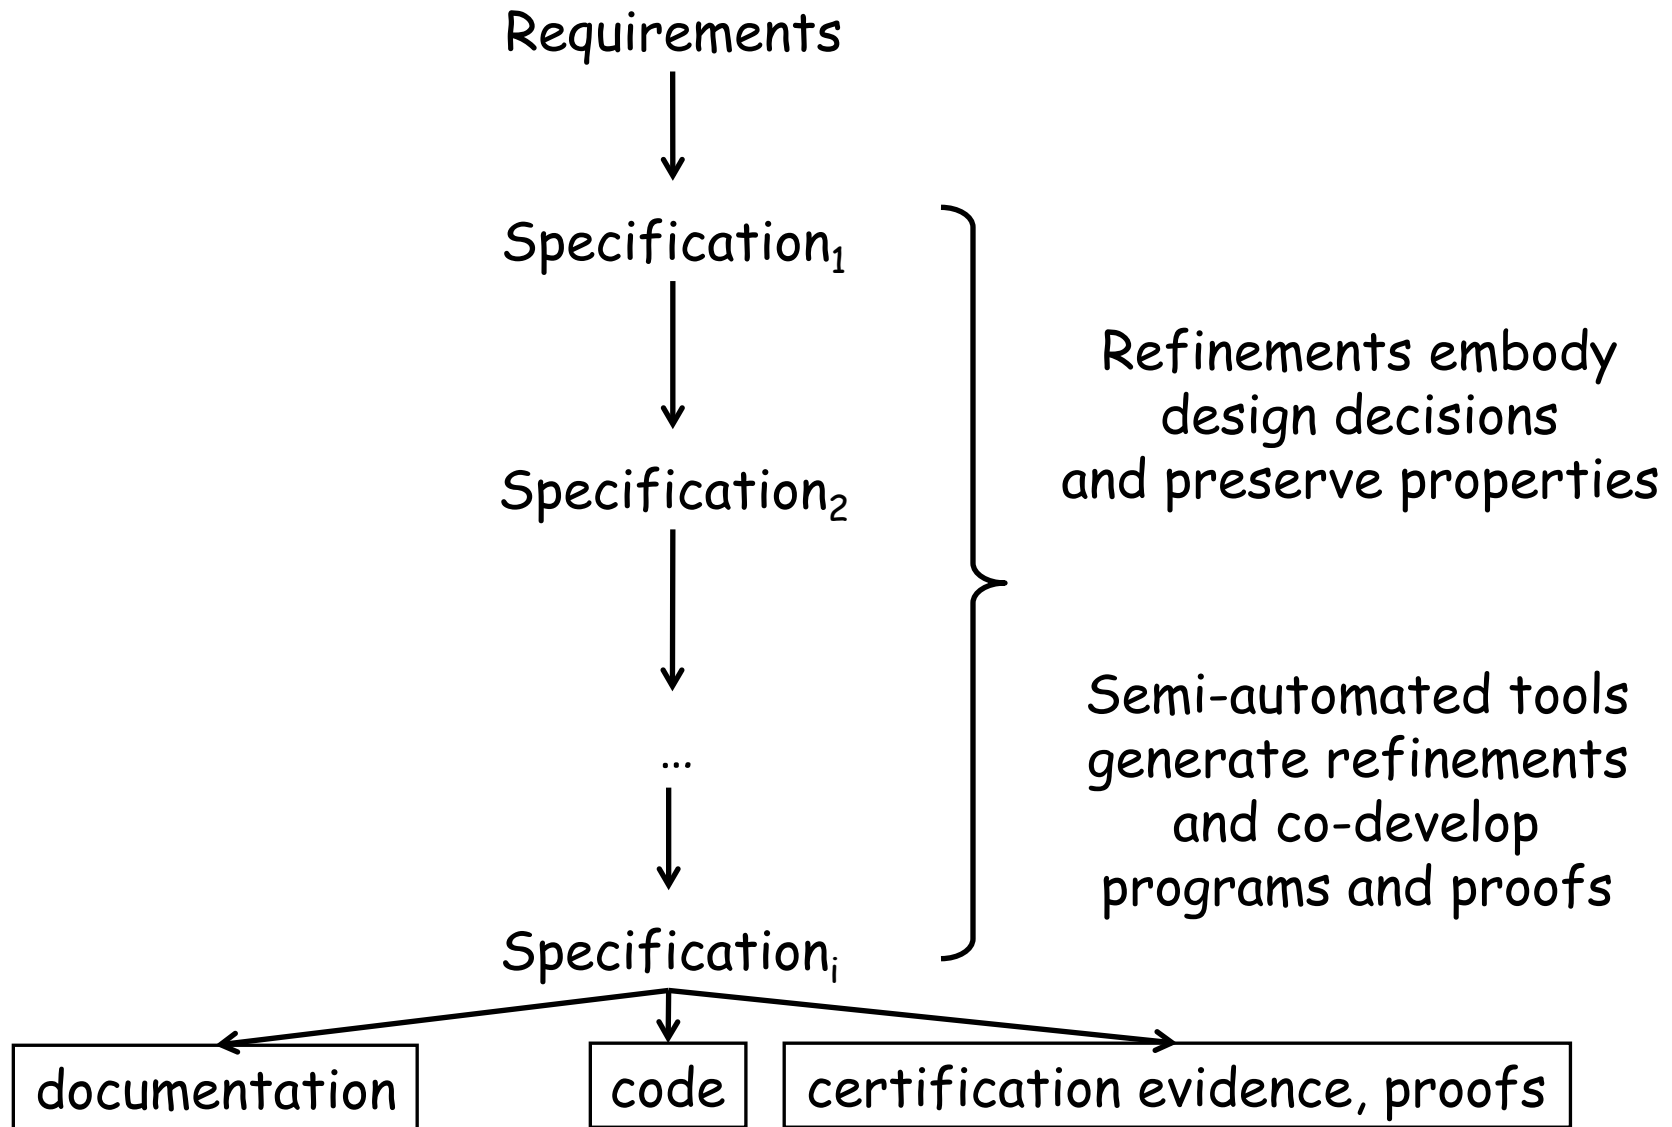 Requirements
Specification₁
Refinements embody
design decisions
and preserve properties
Specification₂
Semi-automated tools
generate refinements
and co-develop
programs and proofs
...
Specificationᵢ
documentation
code
certification evidence, proofs